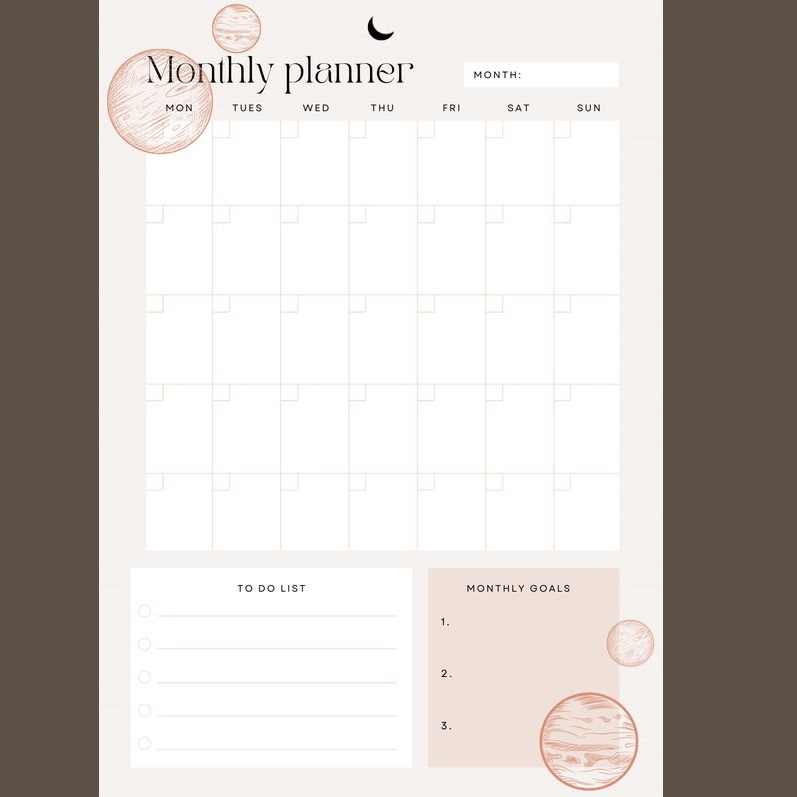 Monthly planner
MONTH:
MON TUES WED THU FRI SAT SUN
TO DO LIST
MONTHLY GOALS
1.
2.
3.